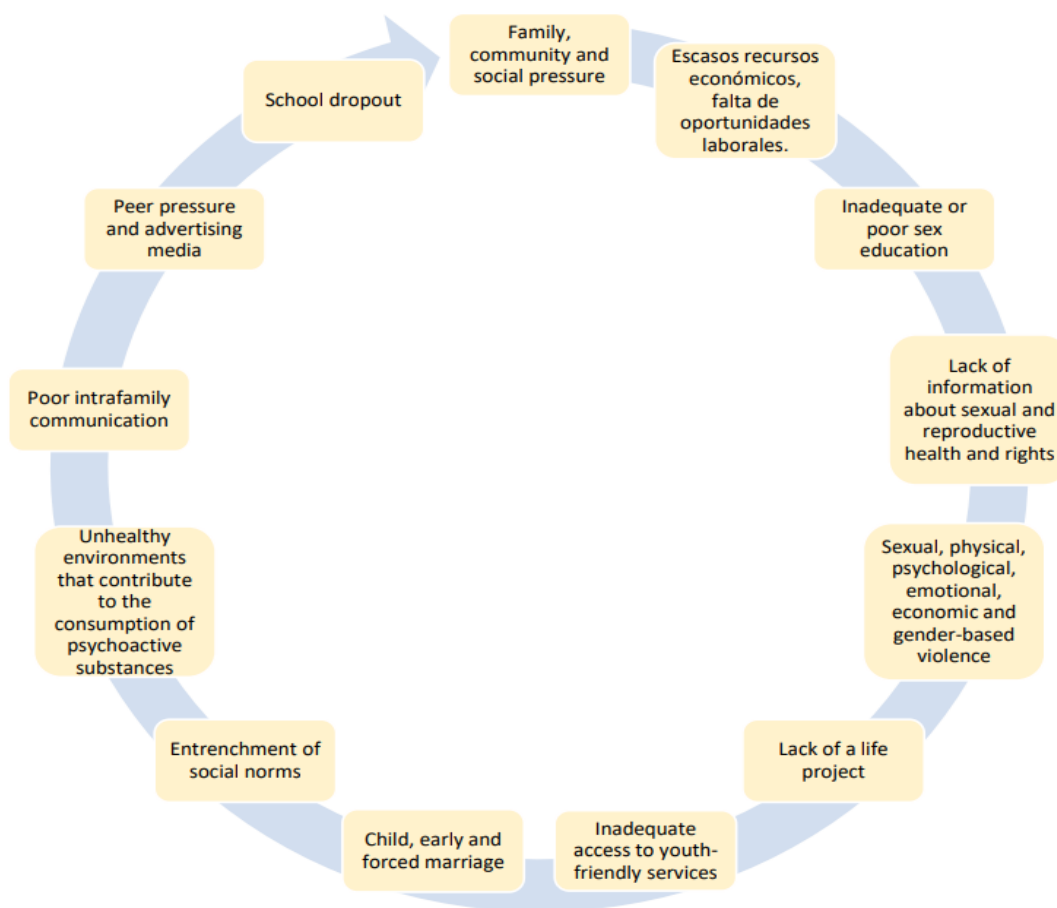 Family,
community and
social pressure
Escasos recursos
económicos,
falta de
oportunidades
laborales.
Inadequate or
poor sex
education
Lack of
information
about sexual and
reproductive
health and rights
Sexual, physical,
psychological,
emotional,
economic and
gender-based
violence
Lack of a life
project
Inadequate
access to youth-
friendly services
Child, early and
forced marriage
Entrenchment of
social norms
Unhealthy
environments
that contribute
to the
consumption of
psychoactive
substances
Poor intrafamily
communication
Peer pressure
and advertising
media
School dropout